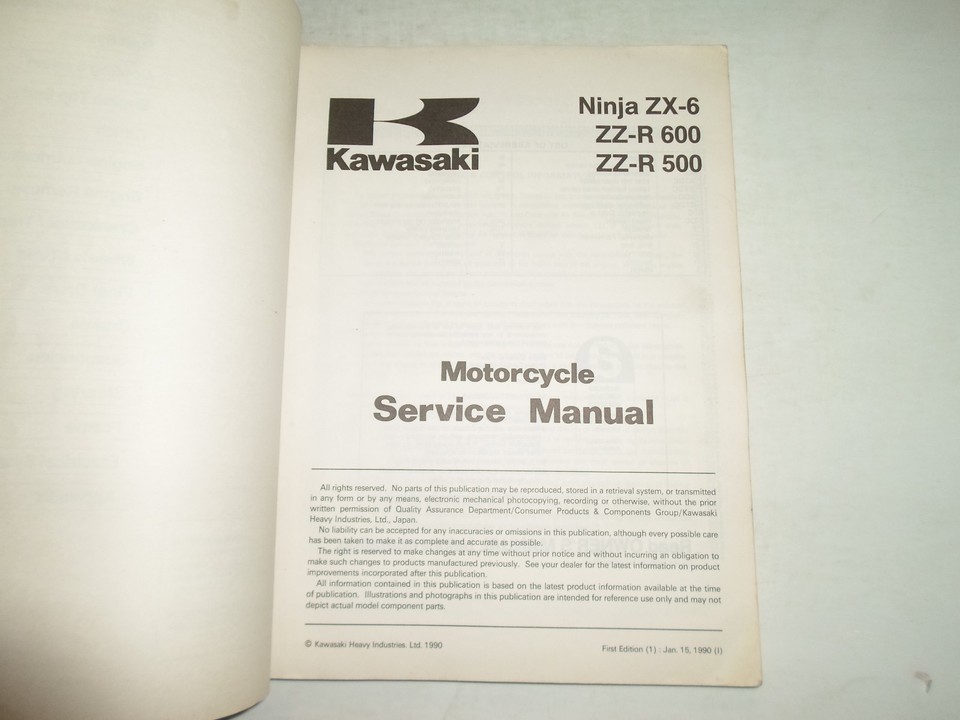 Kawasaki
Ninja ZX-6
ZZ-R 600
ZZ-R 500
Motorcycle
Service Manual
All rights reserved. No parts of this publication may be reproduced, stored in a retrieval system, or transmitted
in any form or by any means, electronic mechanical photocopying, recording or otherwise, without the prior
written permission of Quality Assurance Department/Consumer Products & Components Group/Kawasaki
Heavy Industries, Ltd., Japan.
No liability can be accepted for any inaccuracies or omissions in this publication, although every possible care
has been taken to make it as complete and accurate as possible.
The right is reserved to make changes at any time without prior notice and without incurring an obligation to
make such changes to products manufactured previously. See your dealer for the latest information on product
improvements incorporated after this publication.
All information contained in this publication is based on the latest product information available at the time
of publication. Illustrations and photographs in this publication are intended for reference use only and may not
depict actual model component parts.
© Kawasaki Heavy Industries. Ltd. 1990
First Edition (1) : Jan. 15, 1990 (I)